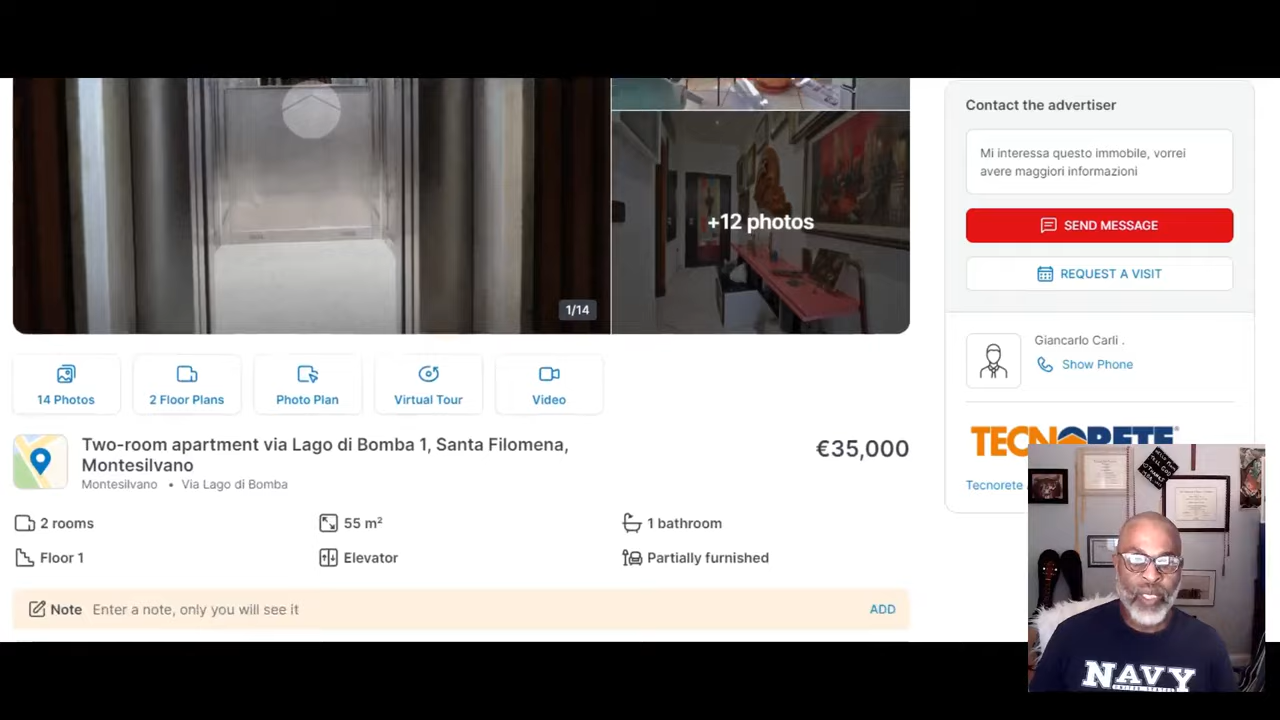 +12 photos
1/14
14 Photos
2 Floor Plans
Photo Plan
Virtual Tour
Video
Two-room apartment via Lago di Bomba 1, Santa Filomena,
Montesilvano
Montesilvano • Via Lago di Bomba
€35,000
2 rooms
55 m²
1 bathroom
Floor 1
Elevator
Partially furnished
Note Enter a note, only you will see it
ADD
Contact the advertiser
Mi interessa questo immobile, vorrei
avere maggiori informazioni
SEND MESSAGE
REQUEST A VISIT
Giancarlo Carli .
Show Phone
TECNORETE
Tecnorete
NAVY